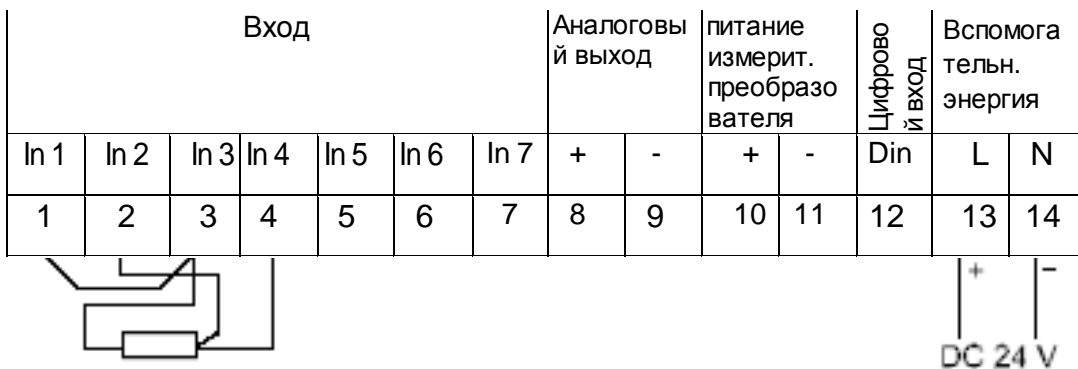 Вход
Аналоговы
й выход
питание
измерит.
преобразо
вателя
Цифрово
й вход
Вспомога
тельн.
энергия
In 1 In 2 In 3 In 4 In 5 In 6 In 7 + - + - Din L N
1 2 3 4 5 6 7 8 9 10 11 12 13 14
+ -
DC 24 V